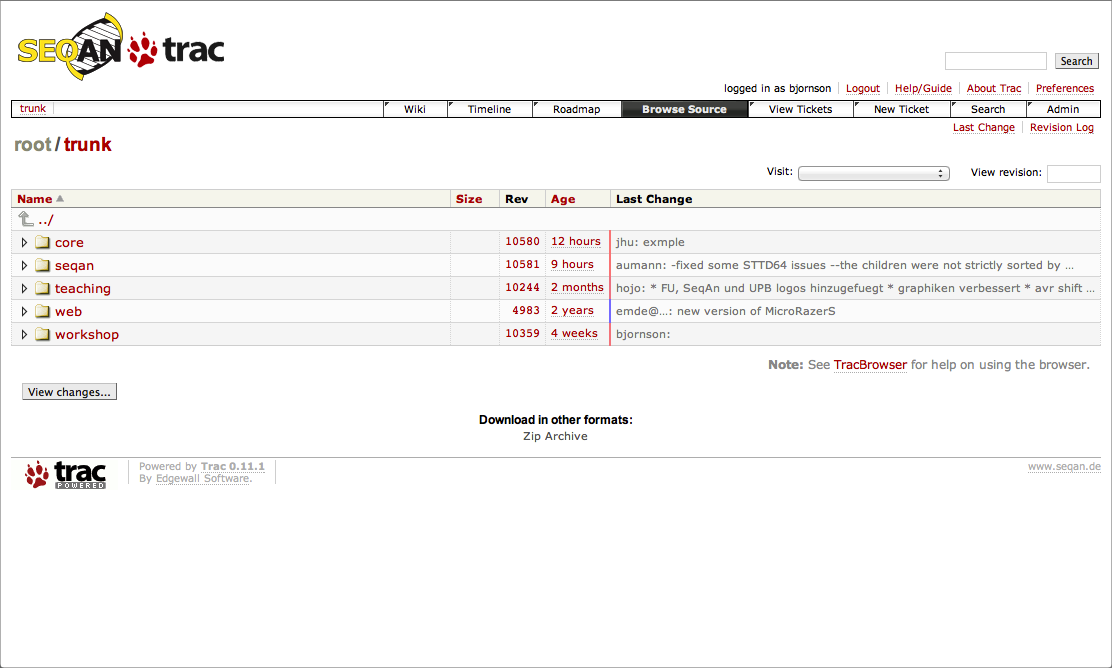 SEQAN trac
Search
logged in as bjornson Logout Help/Guide About Trac Preferences
trunk Wiki Timeline Roadmap Browse Source View Tickets New Ticket Search Admin
Last Change Revision Log
root / trunk
Visit: View revision:
Name Size Rev Age Last Change
../
core 10580 12 hours jhu: exmple
seqan 10581 9 hours aumann: -fixed some STTD64 issues --the children were not strictly sorted by ...
teaching 10244 2 months hojo: * FU, SeqAn und UPB logos hinzugefuegt * graphiken verbessert * avr shift ...
web 4983 2 years emde@...: new version of MicroRazerS
workshop 10359 4 weeks bjornson:
Note: See TracBrowser for help on using the browser.
View changes...
Download in other formats:
Zip Archive
trac POWERED
Powered by Trac 0.11.1
By Edgewall Software.
www.seqan.de